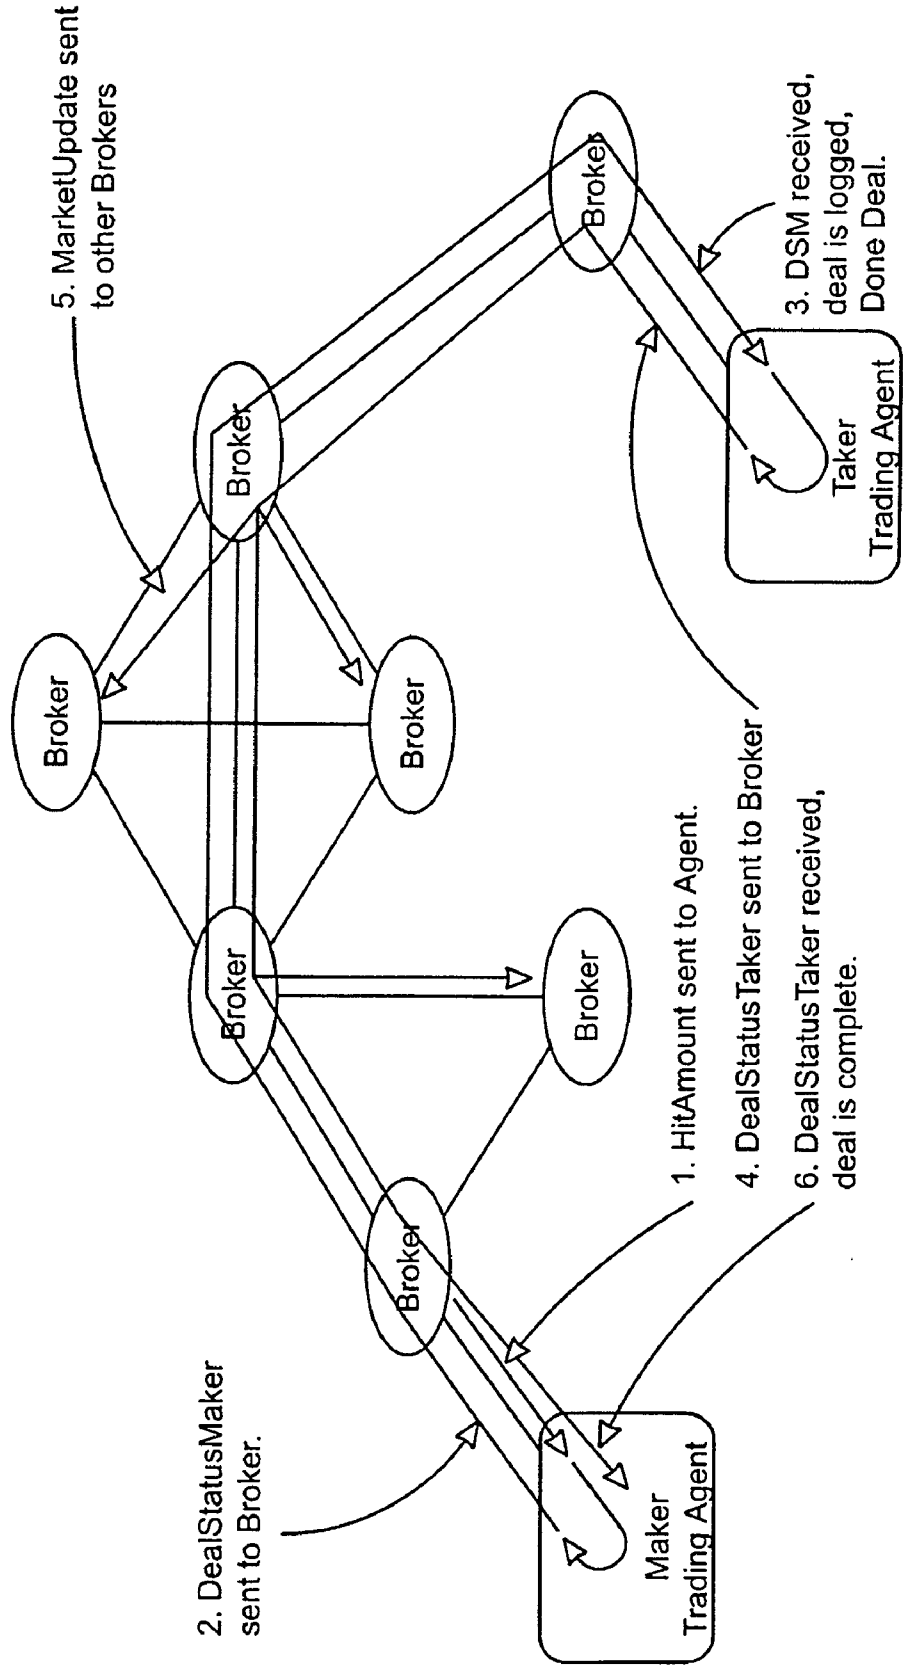 5. MarketUpdate sent
to other Brokers
Broker
Broker
Broker
Broker
Broker
Broker
Broker
2. DealStatusMaker
sent to Broker.
3. DSM received,
deal is logged,
Done Deal.
1. HitAmount sent to Agent.
4. DealStatusTaker sent to Broker
6. DealStatusTaker received,
deal is complete.
Maker
Trading Agent
Taker
Trading Agent